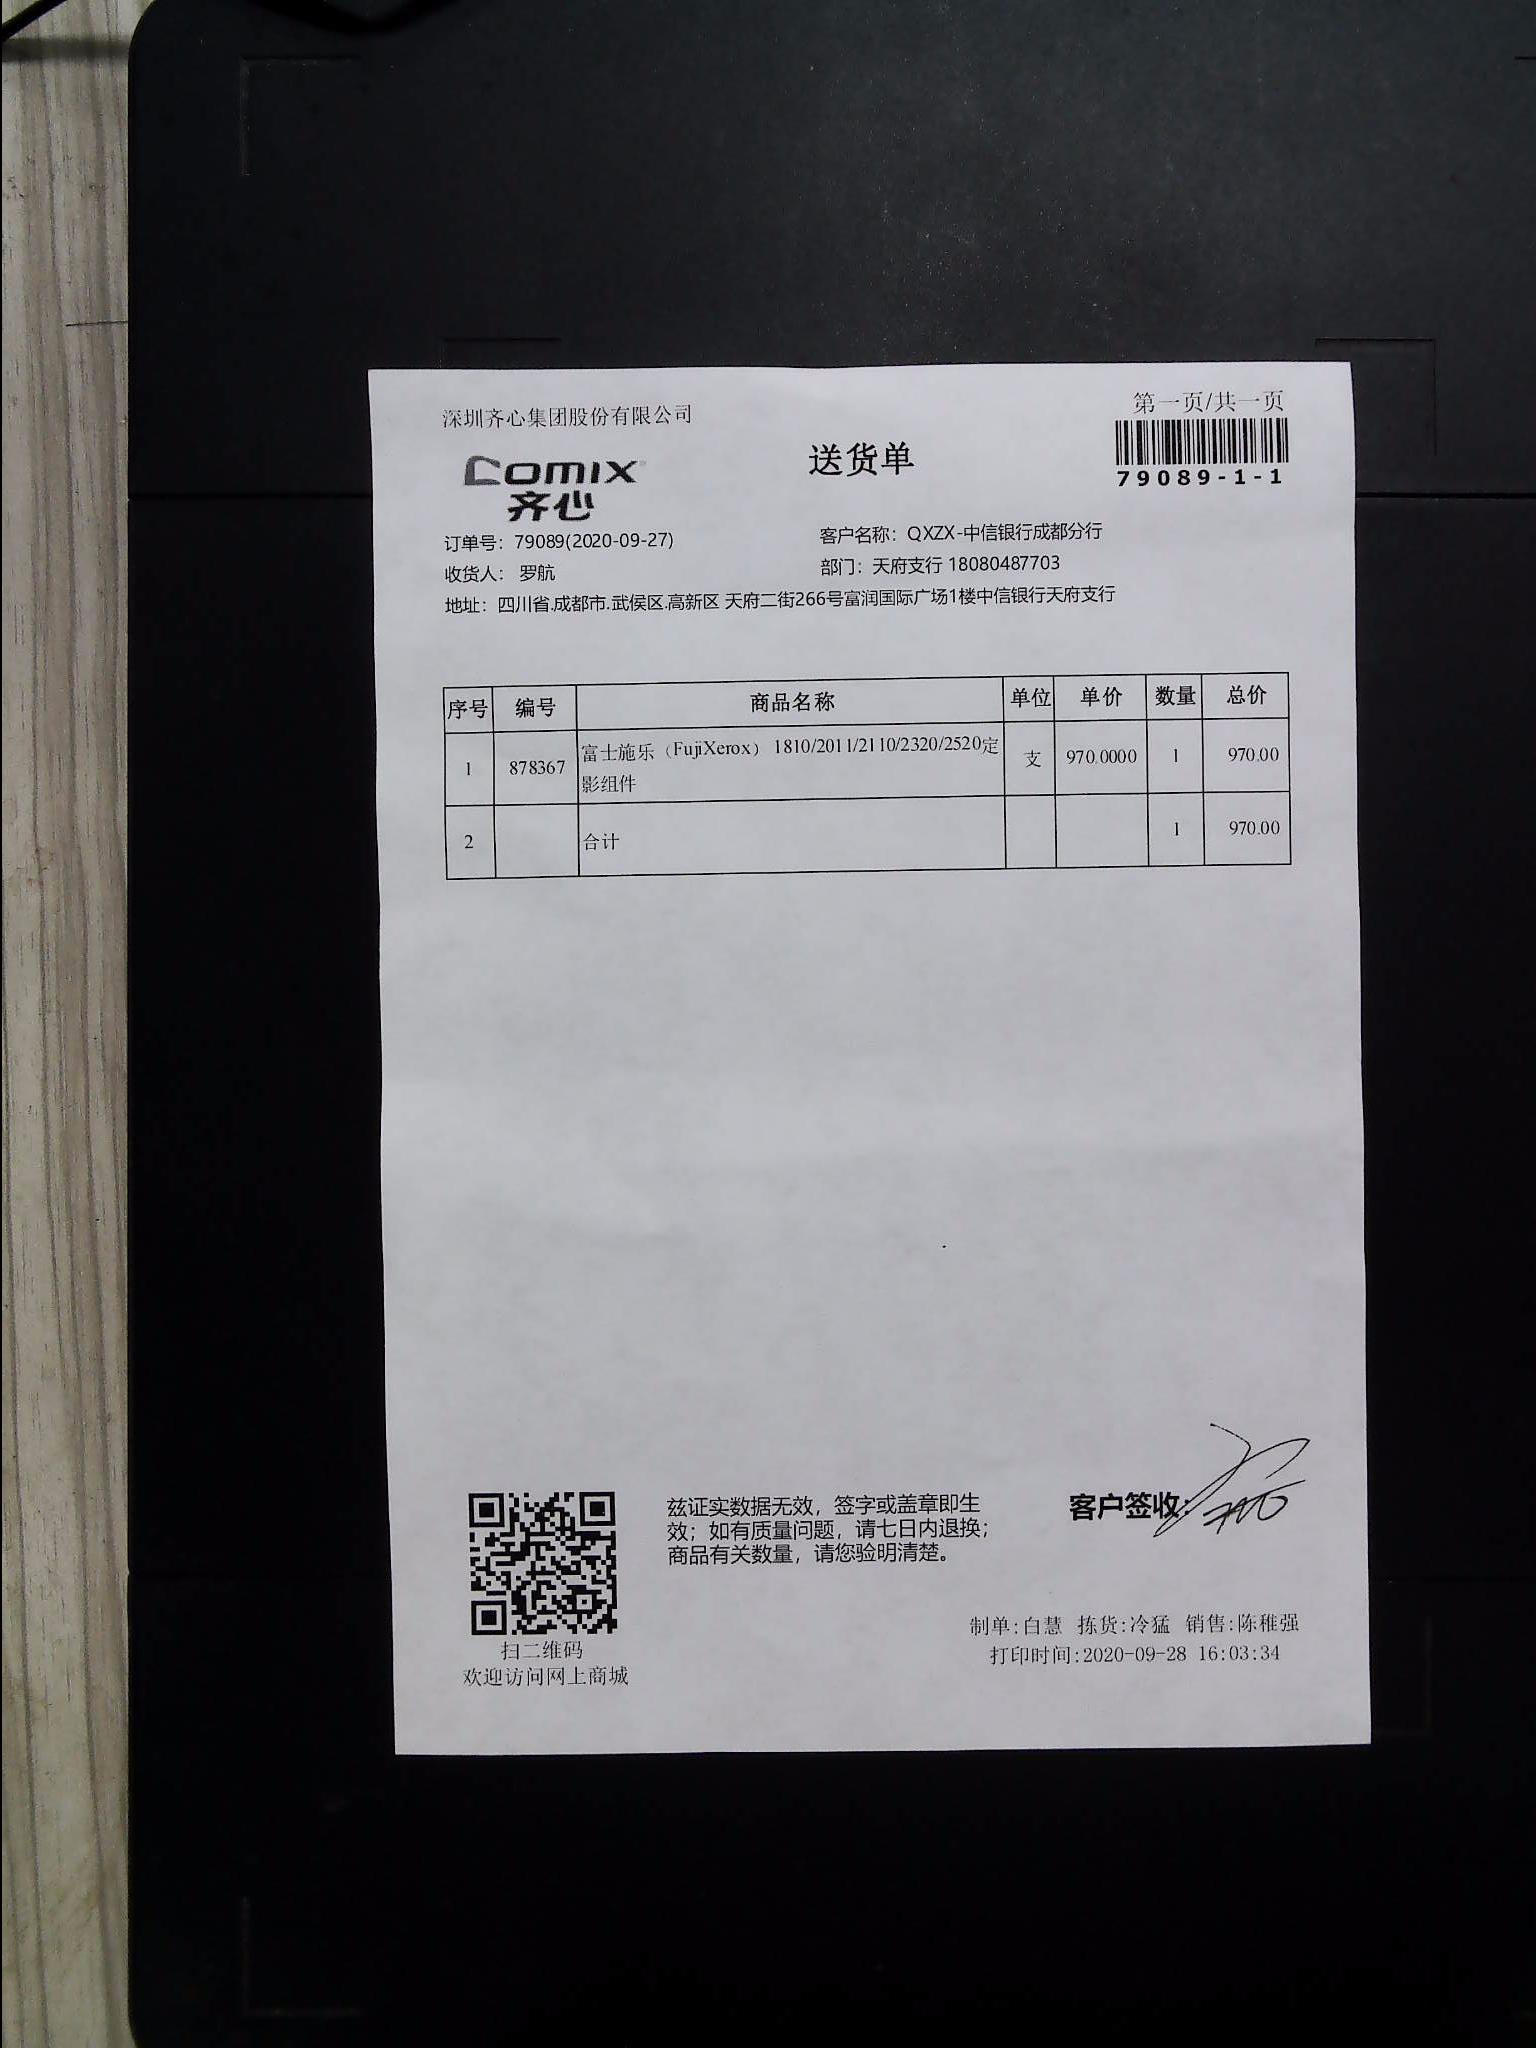 深圳齐心集团股份有限公司
第一页/共一页
COMIX
齐心
送货单
79089-1-1
订单号：79089(2020-09-27)
客户名称：QXZX-中信银行成都分行
收货人：罗航
部门：天府支行 18080487703
地址：四川省.成都市.武侯区.高新区 天府二街266号富润国际广场1楼中信银行天府支行
序号 编号 商品名称 单位 单价 数量 总价
1 878367 富士施乐（FujiXerox） 1810/2011/2110/2320/2520定
影组件 支 970.0000 1 970.00
2 合计 1 970.00
兹证实数据无效，签字或盖章即生
效；如有质量问题，请七日内退换；
商品有关数量，请您验明清楚。
客户签收:
扫二维码
欢迎访问网上商城
制单:白慧 拣货:冷猛 销售:陈稚强
打印时间:2020-09-28 16:03:34